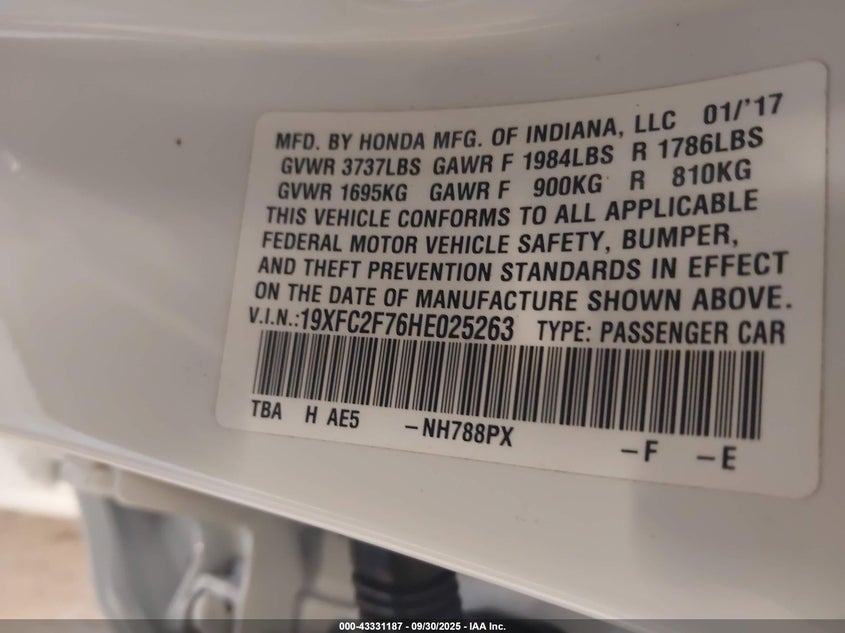 MFD. BY HONDA MFG. OF INDIANA, LLC 01/'17
GVWR 3737LBS GAWR F 1984LBS R 1786LBS
GVWR 1695KG GAWR F 900KG R 810KG
THIS VEHICLE CONFORMS TO ALL APPLICABLE
FEDERAL MOTOR VEHICLE SAFETY, BUMPER,
AND THEFT PREVENTION STANDARDS IN EFFECT
ON THE DATE OF MANUFACTURE SHOWN ABOVE.
V.I.N.:19XFC2F76HE025263 TYPE: PASSENGER CAR
TBA H AE5 –NH788PX –F –E
000-43331187 - 09/30/2025 - IAA Inc.